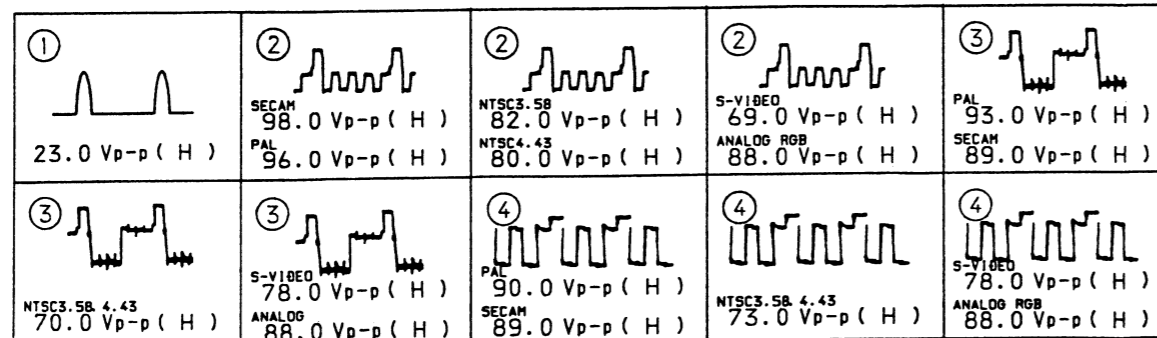 ①
23.0 Vp-p ( H )
②
SECAM
98.0 Vp-p ( H )
PAL
96.0 Vp-p ( H )
②
NTSC3.58
82.0 Vp-p ( H )
NTSC4.43
80.0 Vp-p ( H )
②
S-VIDEO
69.0 Vp-p ( H )
ANALOG RGB
88.0 Vp-p ( H )
③
PAL
93.0 Vp-p ( H )
SECAM
89.0 Vp-p ( H )
③
NTSC3.58. 4.43
70.0 Vp-p ( H )
③
S-VIDEO
78.0 Vp-p ( H )
ANALOG
88.0 Vp-p ( H )
④
PAL
90.0 Vp-p ( H )
SECAM
89.0 Vp-p ( H )
④
NTSC3.58. 4.43
73.0 Vp-p ( H )
④
S-VIDEO
78.0 Vp-p ( H )
ANALOG RGB
88.0 Vp-p ( H )